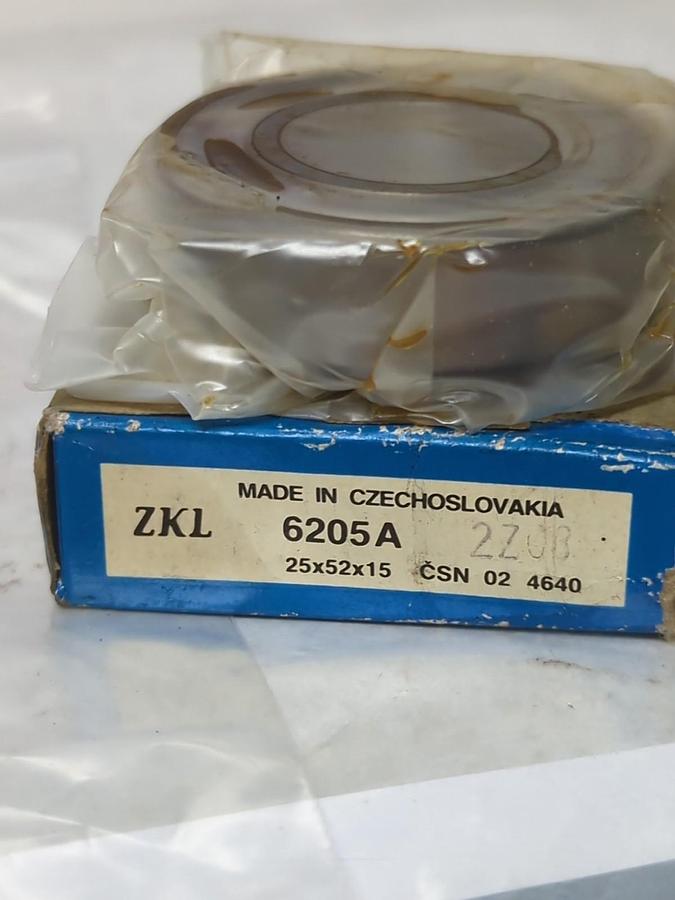 MADE IN CZECHOSLOVAKIA
ZKL 6205A
25x52x15 ČSN 02 4640